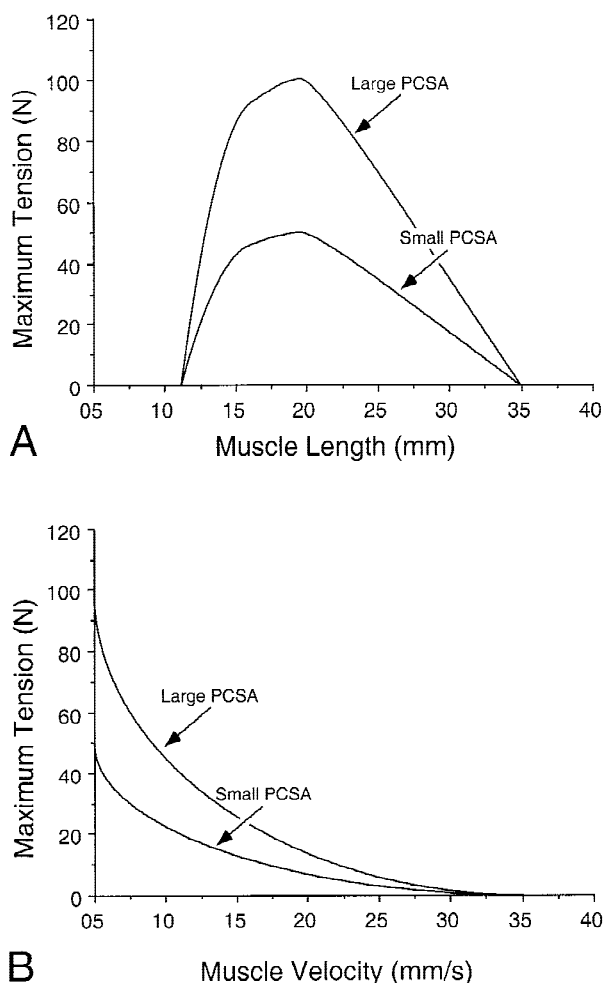 120
100
80
60
40
20
0
Maximum Tension (N)
Large PCSA
Small PCSA
05 10 15 20 25 30 35 40
A Muscle Length (mm)
120
100
80
60
40
20
0
Maximum Tension (N)
Large PCSA
Small PCSA
05 10 15 20 25 30 35 40
B Muscle Velocity (mm/s)